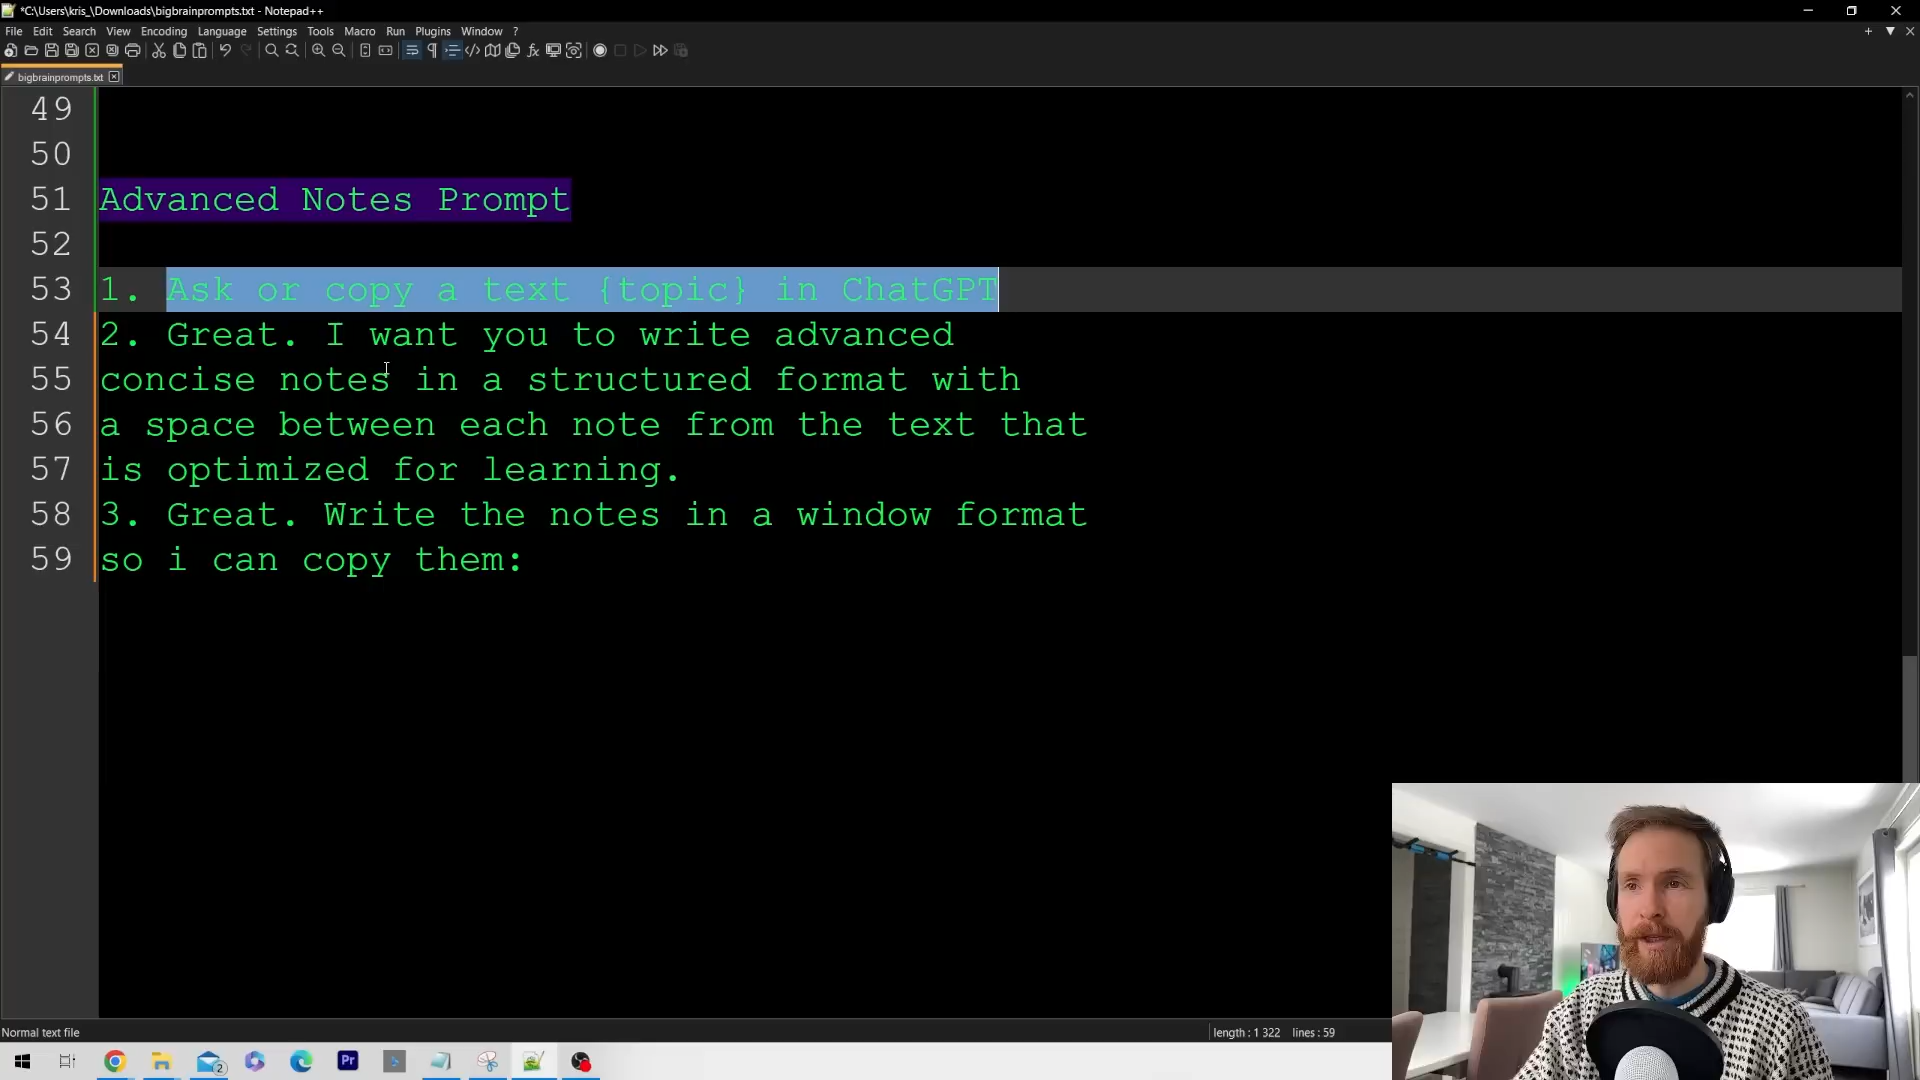 *C:\Users\kris_\Downloads\bigbrainprompts.txt - Notepad++
File Edit Search View Encoding Language Settings Tools Macro Run Plugins Window ?
bigbrainprompts.txt
49
50
51 Advanced Notes Prompt
52
53 1. Ask or copy a text {topic} in ChatGPT
54 2. Great. I want you to write advanced
55 concise notes in a structured format with
56 a space between each note from the text that
57 is optimized for learning.
58 3. Great. Write the notes in a window format
59 so i can copy them:
Normal text file length : 1 322 lines : 59
2 Pr